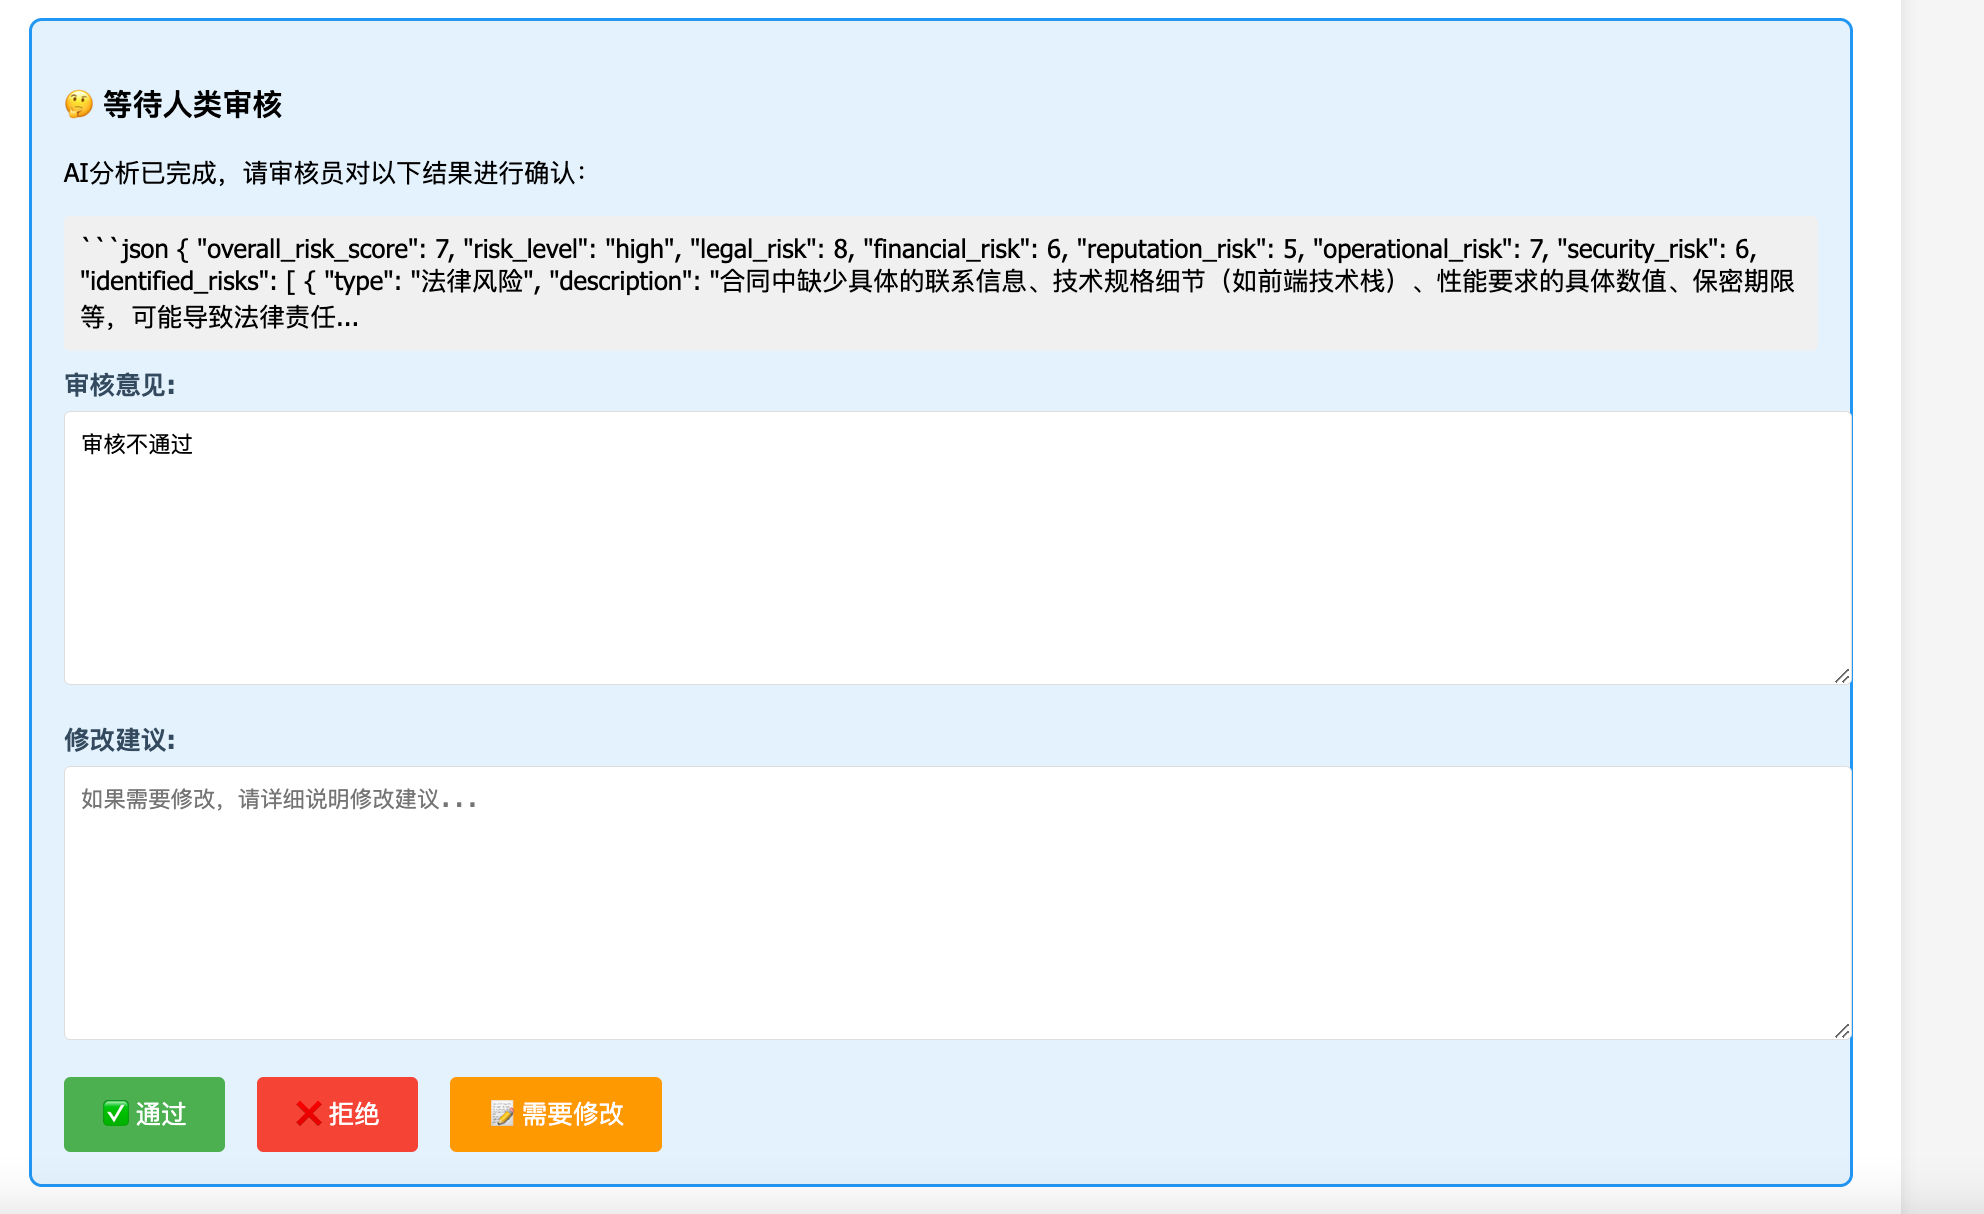 🤔 等待人类审核
AI分析已完成，请审核员对以下结果进行确认：
```json { "overall_risk_score": 7, "risk_level": "high", "legal_risk": 8, "financial_risk": 6, "reputation_risk": 5, "operational_risk": 7, "security_risk": 6,
"identified_risks": [ { "type": "法律风险", "description": "合同中缺少具体的联系信息、技术规格细节（如前端技术栈）、性能要求的具体数值、保密期限
等，可能导致法律责任...
审核意见:
审核不通过
修改建议:
如果需要修改，请详细说明修改建议...
✅ 通过
❌ 拒绝
📝 需要修改